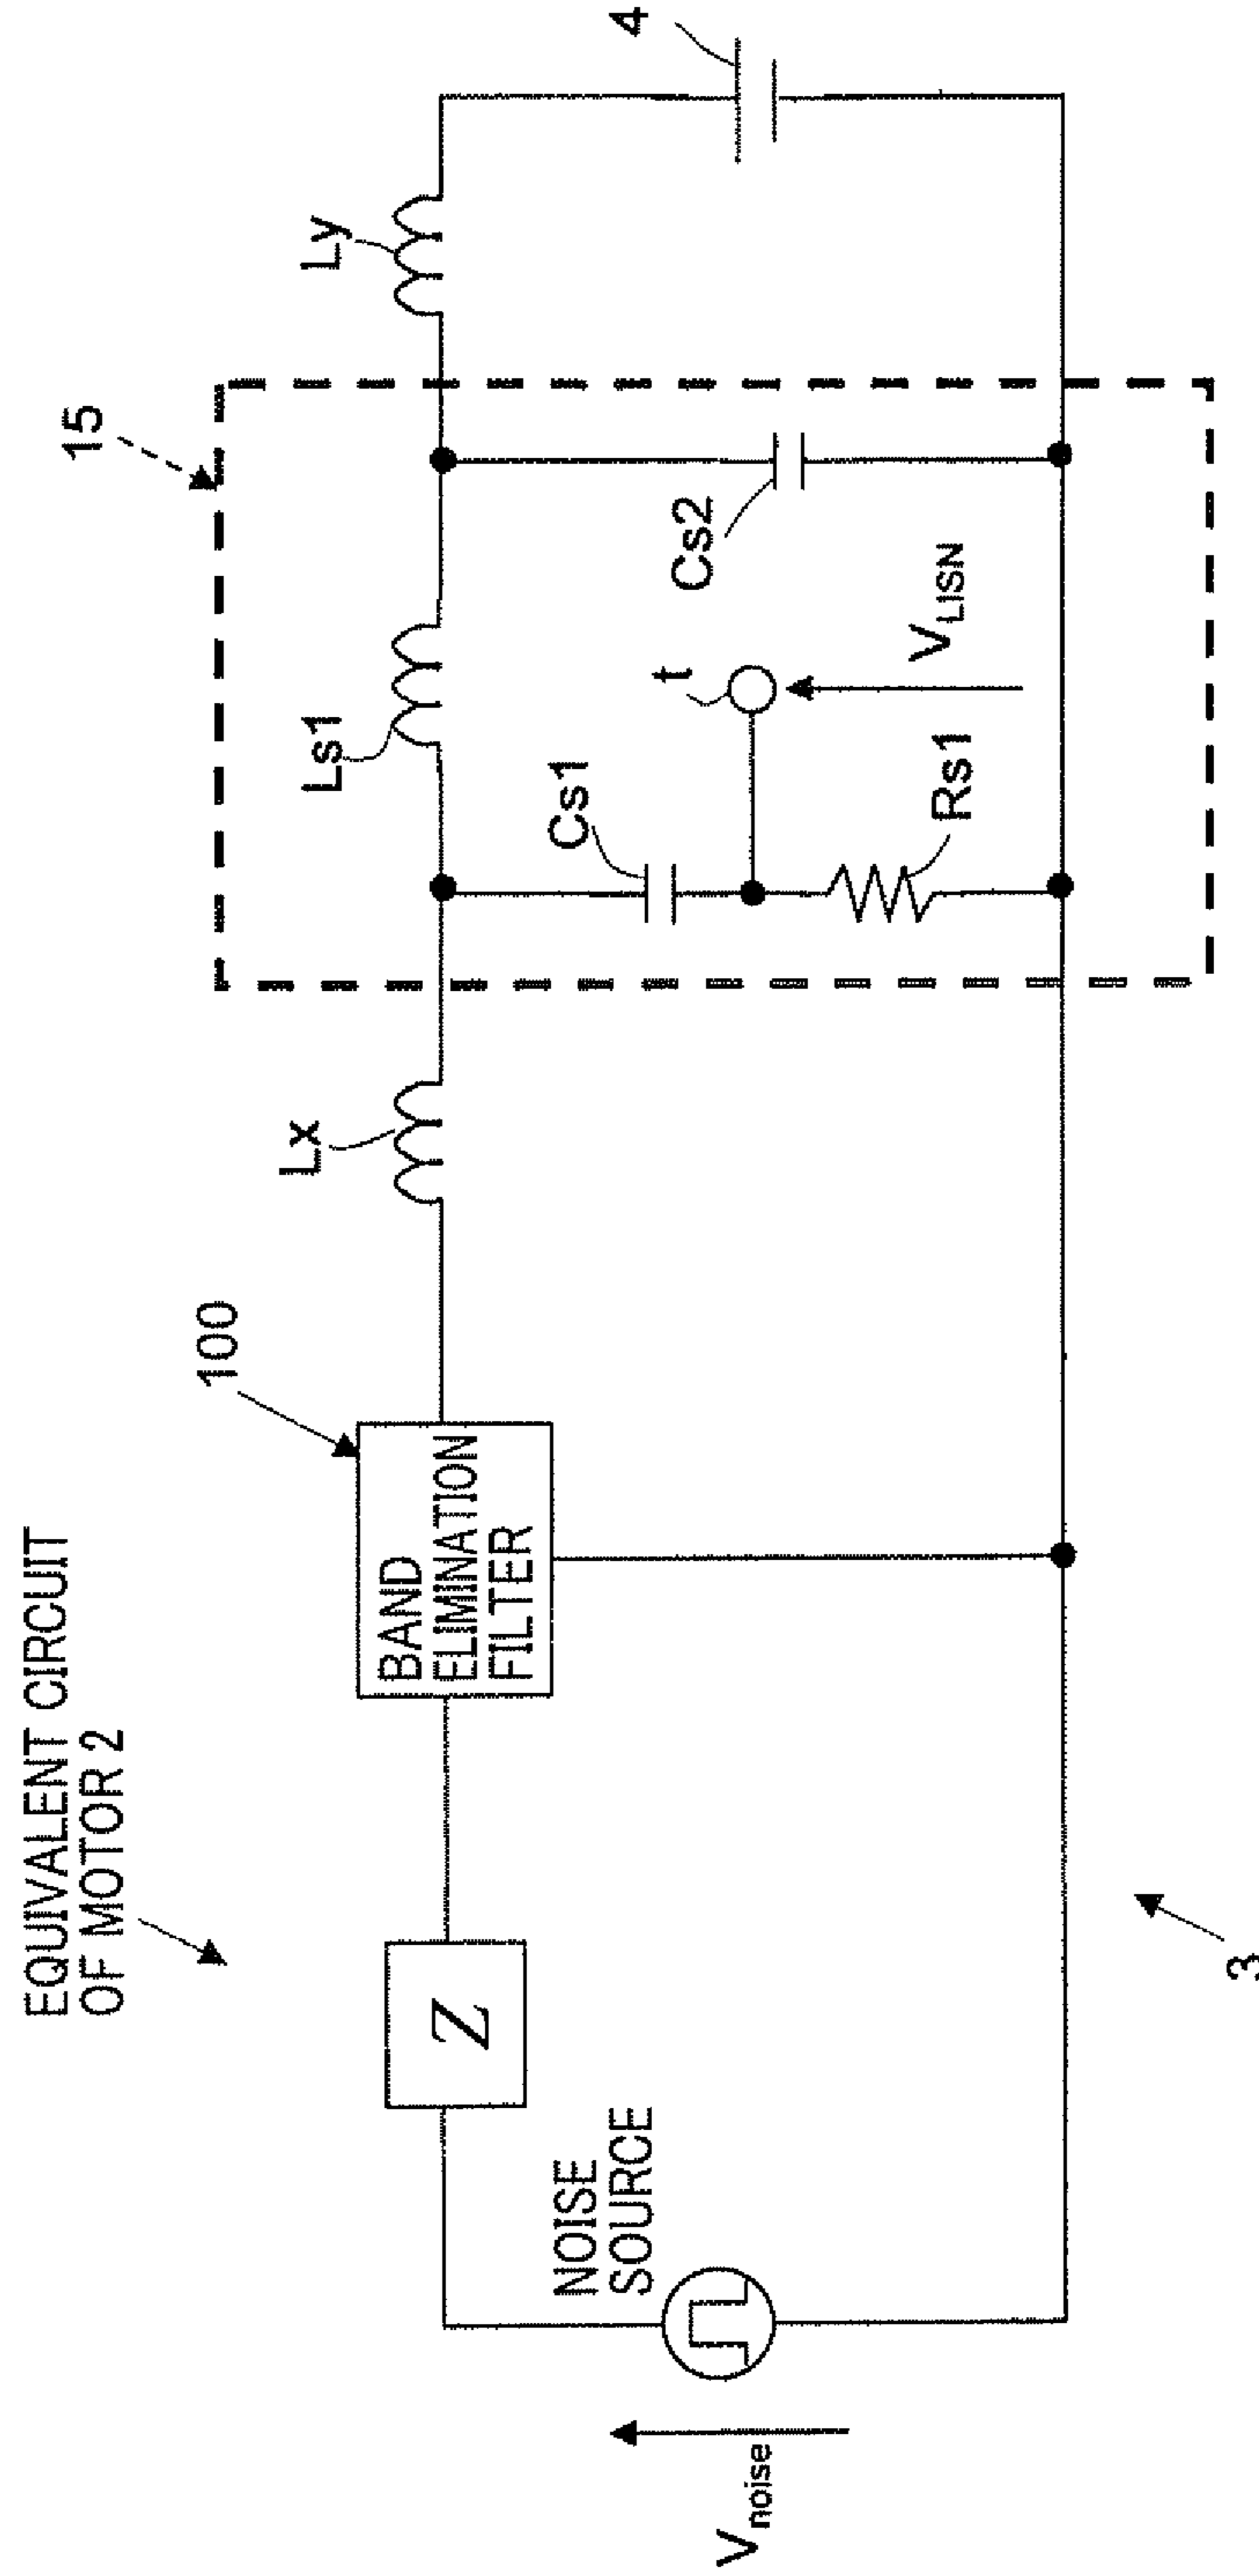 EQUIVALENT CIRCUIT
OF MOTOR 2
100
15
Lx
Ls1
Ly
4
Z
BAND
ELIMINATION
FILTER
Cs1
t
Cs2
NOISE
SOURCE
Rs1
VLISN
Vnoise
3